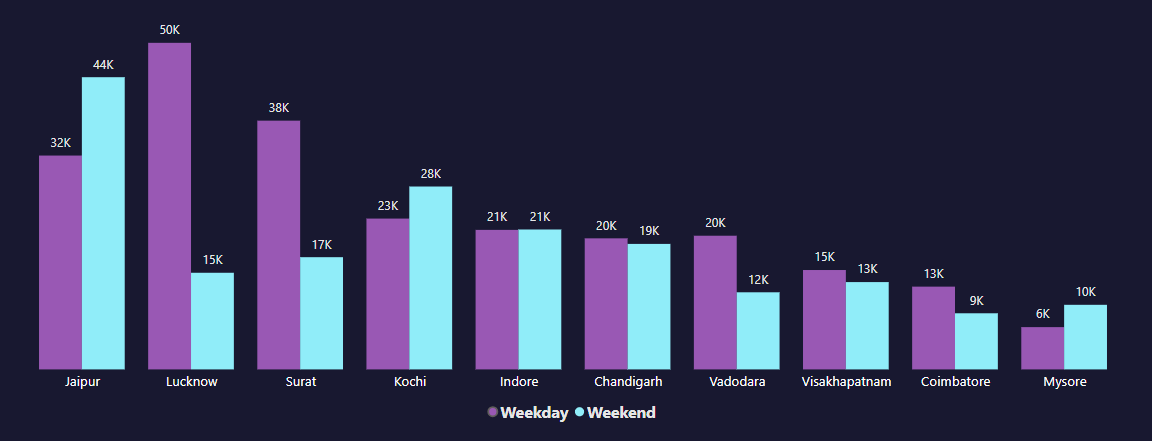 50K
44K
38K
32K
28K
23K
21K 21K
20K 19K
20K
17K
15K
15K
13K
12K
13K
9K
10K
6K
Jaipur Lucknow Surat Kochi Indore Chandigarh Vadodara Visakhapatnam Coimbatore Mysore
Weekday Weekend